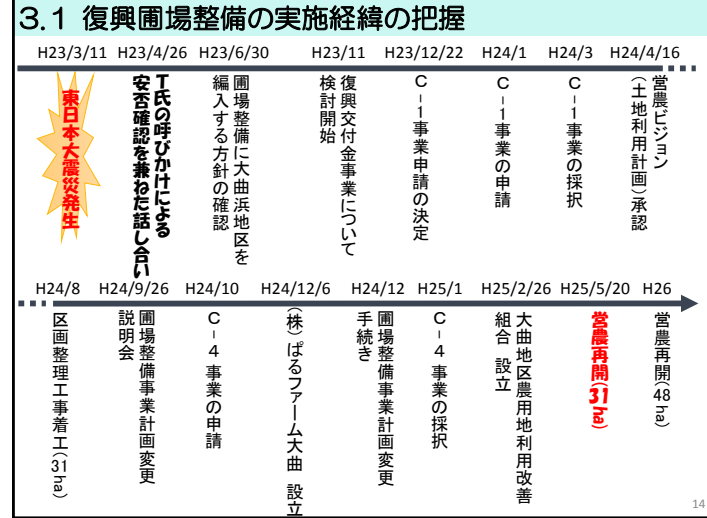 3.1 復興圃場整備の実施経緯の把握
H23/3/11 H23/4/26 H23/6/30 H23/11 H23/12/22 H24/1 H24/3 H24/4/16
東日本大震災発生
T氏の呼びかけによる
安否確認を兼ねた話し合い
圃場整備に大曲浜地区を
編入する方針の確認
復興交付金事業について
検討開始
C-1事業申請の決定
C-1事業の申請
C-1事業の採択
営農ビジョン
(土地利用計画)承認
H24/8 H24/9/26 H24/10 H24/12/6 H24/12 H25/1 H25/2/26 H25/5/20 H26
区画整理工事着工(31ha)
圃場整備事業計画変更
説明会
C-4事業の申請
(株)ぱるファーム大曲 設立
圃場整備事業計画変更
手続き
C-4事業の採択
大曲地区農用地利用改善
組合 設立
営農再開(31ha)
営農再開(48ha)
14